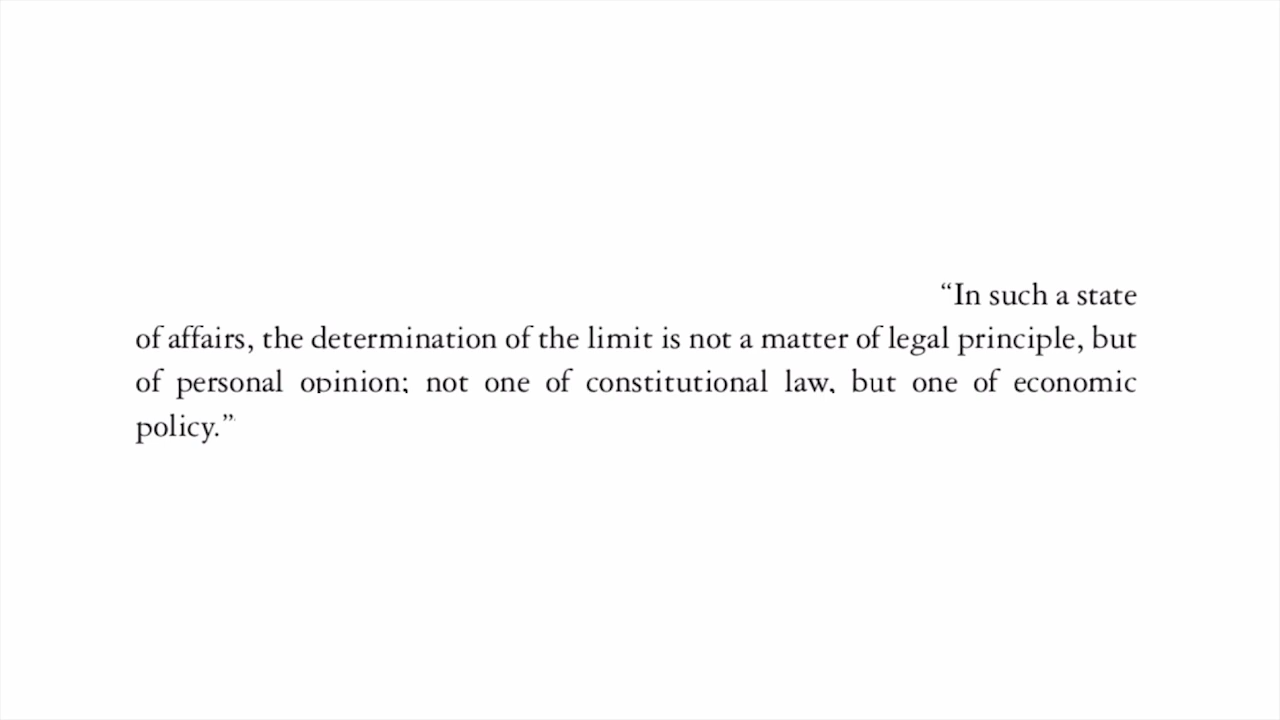 “In such a state
of affairs, the determination of the limit is not a matter of legal principle, but
of personal opinion; not one of constitutional law, but one of economic
policy.”